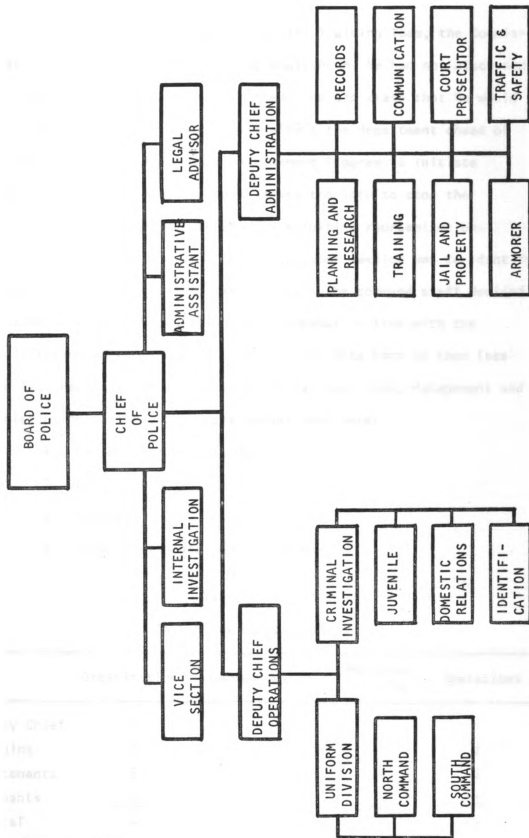 BOARD OF
POLICE
CHIEF
OF
POLICE
VICE
SECTION
INTERNAL
INVESTIGATION
ADMINISTRATIVE
ASSISTANT
LEGAL
ADVISOR
DEPUTY CHIEF
OPERATIONS
DEPUTY CHIEF
ADMINISTRATION
UNIFORM
DIVISION
NORTH
COMMAND
SOUTH
COMMAND
CRIMINAL
INVESTIGATION
JUVENILE
DOMESTIC
RELATIONS
IDENTIFI-
CATION
PLANNING AND
RESEARCH
TRAINING
JAIL AND
PROPERTY
ARMORER
RECORDS
COMMUNICATION
COURT
PROSECUTOR
TRAFFIC &
SAFETY